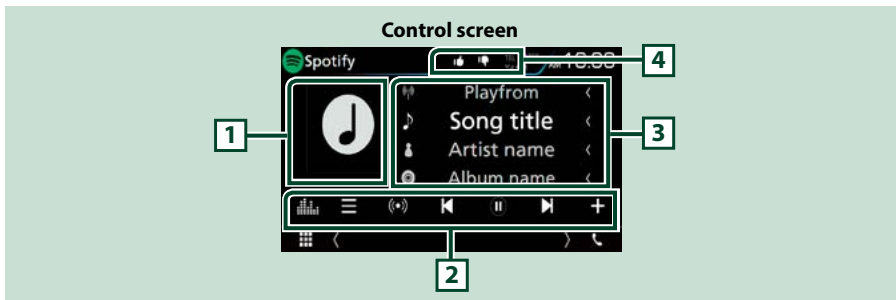 Control screen
Spotify
4
Playfrom
1
Song title
3
Artist name
Album name
2